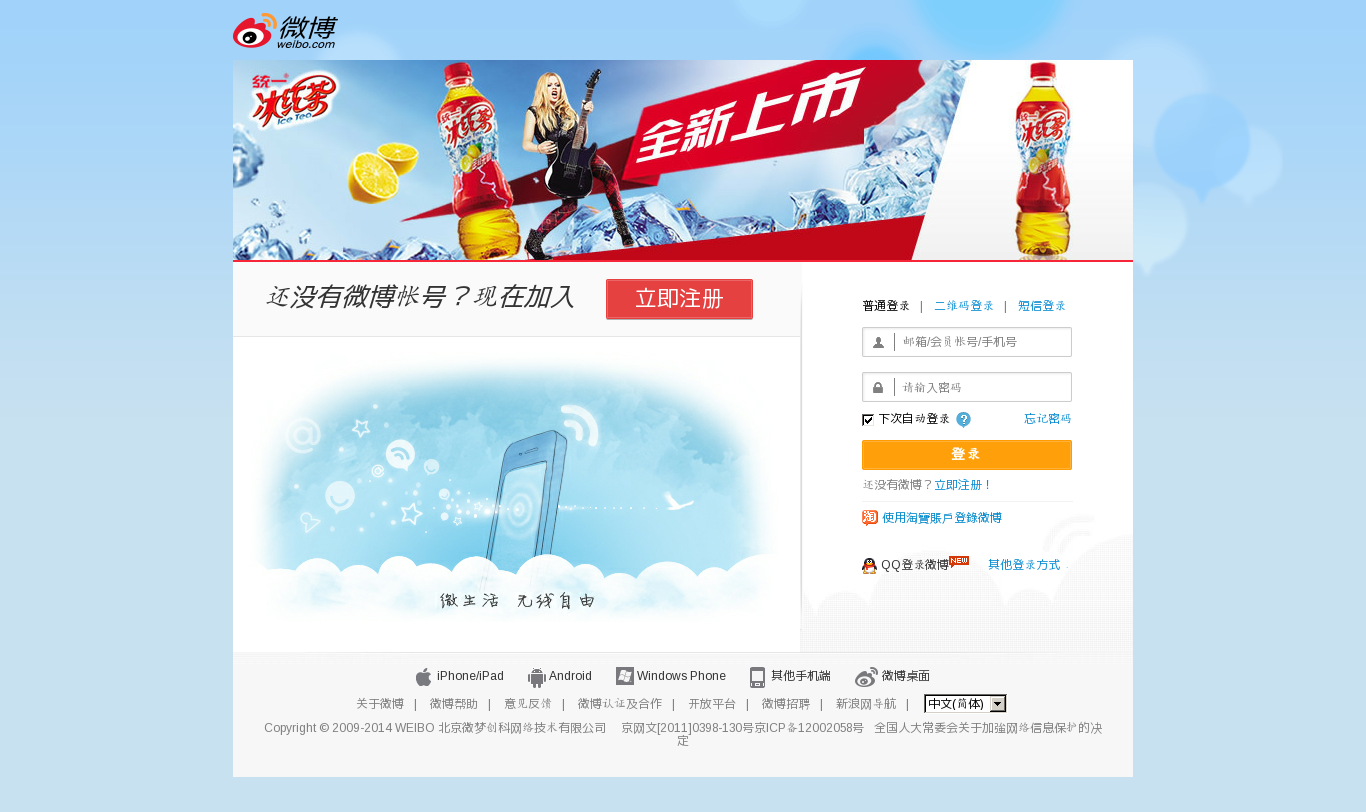 微博
weibo.com
统一
冰红茶
Ice Tea
全新上市
统一
冰红茶
统一
冰红茶
还没有微博帐号？现在加入
立即注册
普通登录 | 二维码登录 | 短信登录
邮箱/会员帐号/手机号
请输入密码
下次自动登录 ? 忘记密码
登录
还没有微博？立即注册！
淘 使用淘寶賬戶登錄微博
QQ登录微博 NEW 其他登录方式
@
微生活 无线自由
iPhone/iPad Android Windows Phone 其他手机端 微博桌面
关于微博 | 微博帮助 | 意见反馈 | 微博认证及合作 | 开放平台 | 微博招聘 | 新浪网导航 | 中文(简体)
Copyright © 2009-2014 WEIBO 北京微梦创科网络技术有限公司 京网文[2011]0398-130号京ICP备12002058号 全国人大常委会关于加强网络信息保护的决
定